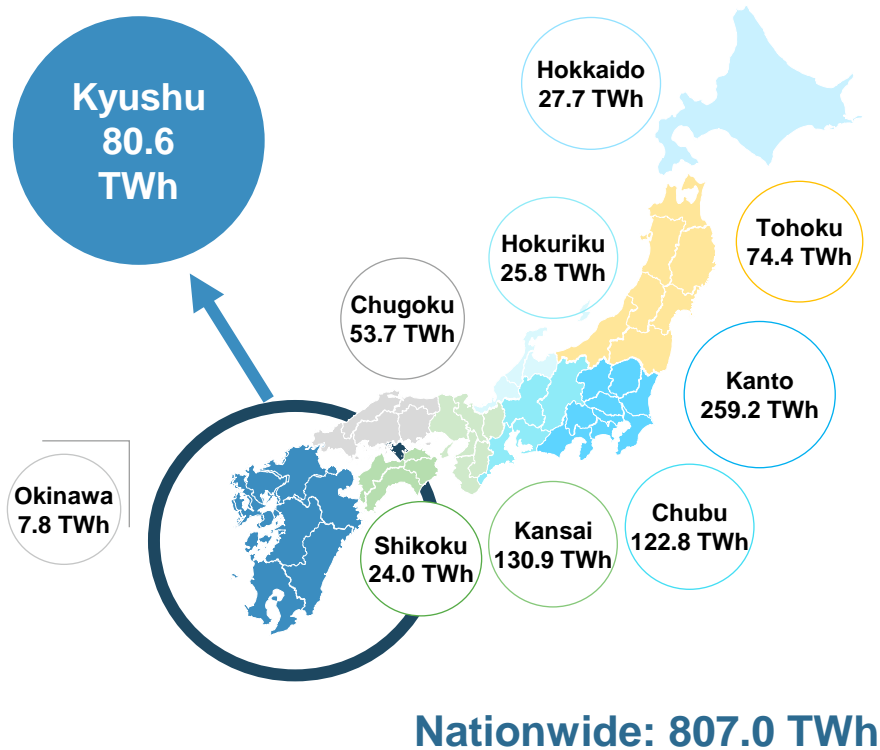 Kyushu
80.6
TWh
Hokkaido
27.7 TWh
Hokuriku
25.8 TWh
Tohoku
74.4 TWh
Chugoku
53.7 TWh
Kanto
259.2 TWh
Okinawa
7.8 TWh
Shikoku
24.0 TWh
Kansai
130.9 TWh
Chubu
122.8 TWh
Nationwide: 807.0 TWh